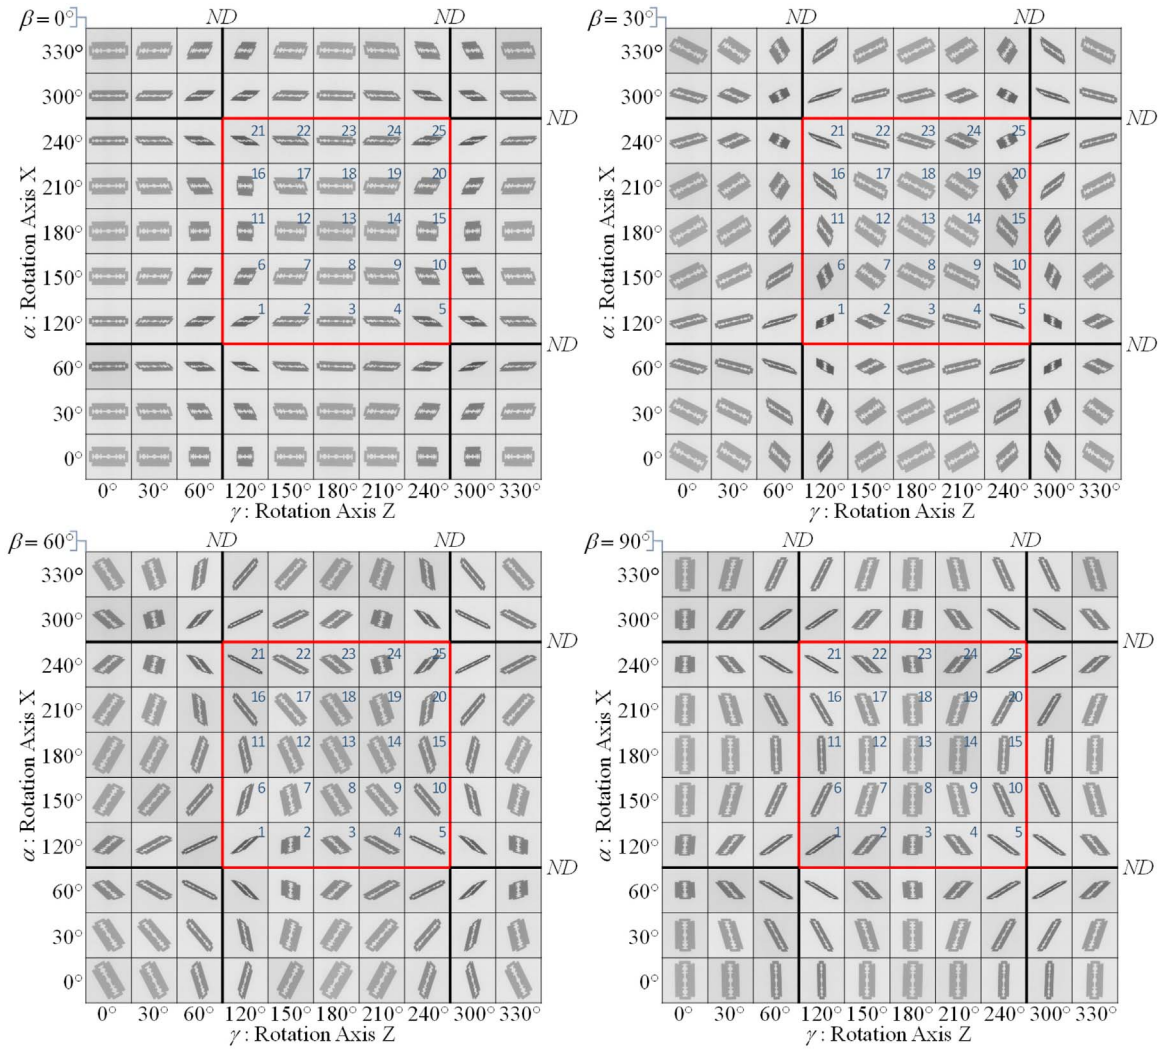 β= 0° ND ND
330°
300°
ND
21 22 23 24 25
240°
16 17 18 19 20
210°
11 12 13 14 15
180°
6 7 8 9 10
150°
1 2 3 4 5
120°
ND
60°
30°
0°
α : Rotation Axis X
0° 30° 60° 120° 150° 180° 210° 240° 300° 330°
γ : Rotation Axis Z
β= 30° ND ND
330°
300°
ND
21 22 23 24 25
240°
16 17 18 19 20
210°
11 12 13 14 15
180°
6 7 8 9 10
150°
1 2 3 4 5
120°
ND
60°
30°
0°
α : Rotation Axis X
0° 30° 60° 120° 150° 180° 210° 240° 300° 330°
γ : Rotation Axis Z
β= 60° ND ND
330°
300°
ND
21 22 23 24 25
240°
16 17 18 19 20
210°
11 12 13 14 15
180°
6 7 8 9 10
150°
1 2 3 4 5
120°
ND
60°
30°
0°
α : Rotation Axis X
0° 30° 60° 120° 150° 180° 210° 240° 300° 330°
γ : Rotation Axis Z
β= 90° ND ND
330°
300°
ND
21 22 23 24 25
240°
16 17 18 19 20
210°
11 12 13 14 15
180°
6 7 8 9 10
150°
1 2 3 4 5
120°
ND
60°
30°
0°
α : Rotation Axis X
0° 30° 60° 120° 150° 180° 210° 240° 300° 330°
γ : Rotation Axis Z